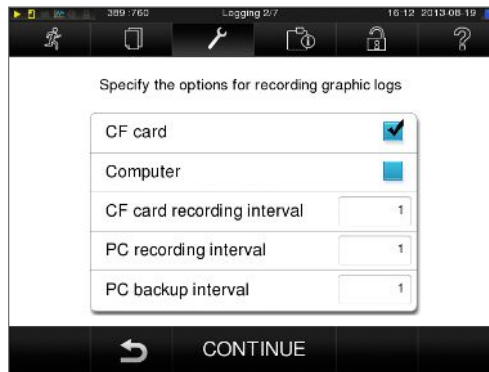 389 :760 Logging 2/7 16:12 2013-08-19
Specify the options for recording graphic logs
CF card
Computer
CF card recording interval 1
PC recording interval 1
PC backup interval 1
CONTINUE